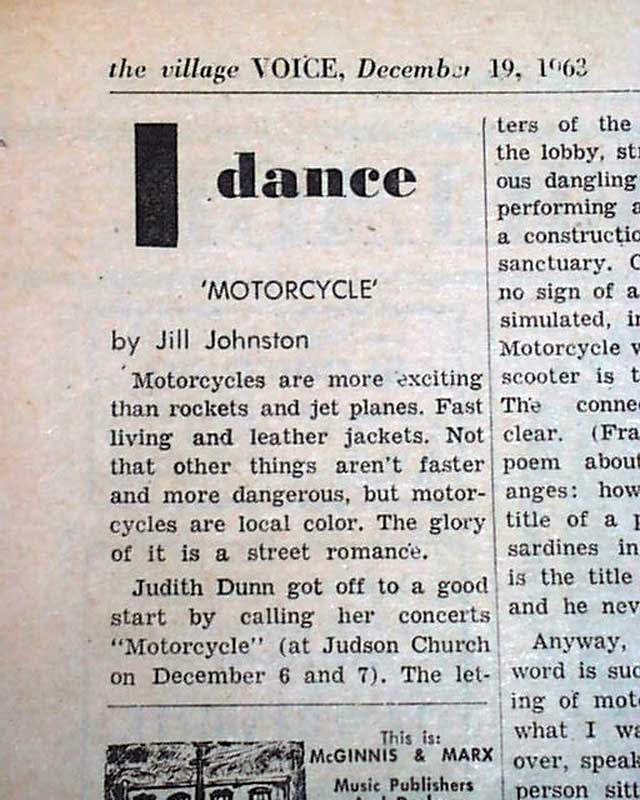 the village VOICE, December 19, 1963
dance
'MOTORCYCLE'
by Jill Johnston
Motorcycles are more exciting
than rockets and jet planes. Fast
living and leather jackets. Not
that other things aren't faster
and more dangerous, but motor-
cycles are local color. The glory
of it is a street romance.
Judith Dunn got off to a good
start by calling her concerts
"Motorcycle" (at Judson Church
on December 6 and 7). The let-
This is:
McGINNIS & MARX
Music Publishers
ters of the
the lobby, str
ous dangling
performing a
a constructio
sanctuary.
no sign of a
simulated, in
Motorcycle w
scooter is t
The connec
clear. (Fra
poem about
anges: how
title of a p
sardines in
is the title
and he nev
Anyway,
word is suc
ing of moto
what I wa
over, speak
person sitt